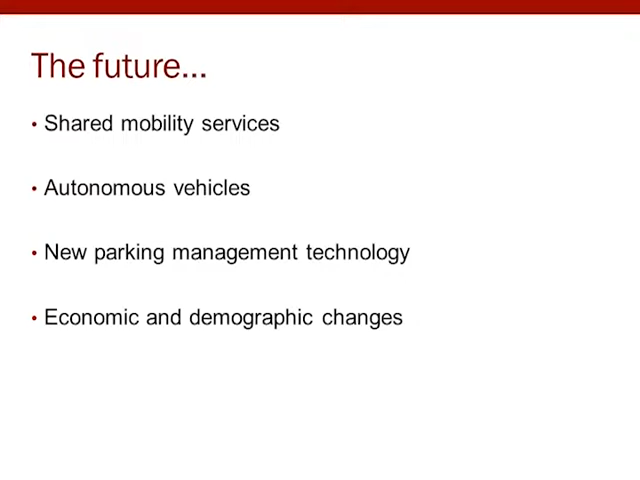 The future...
• Shared mobility services
• Autonomous vehicles
• New parking management technology
• Economic and demographic changes